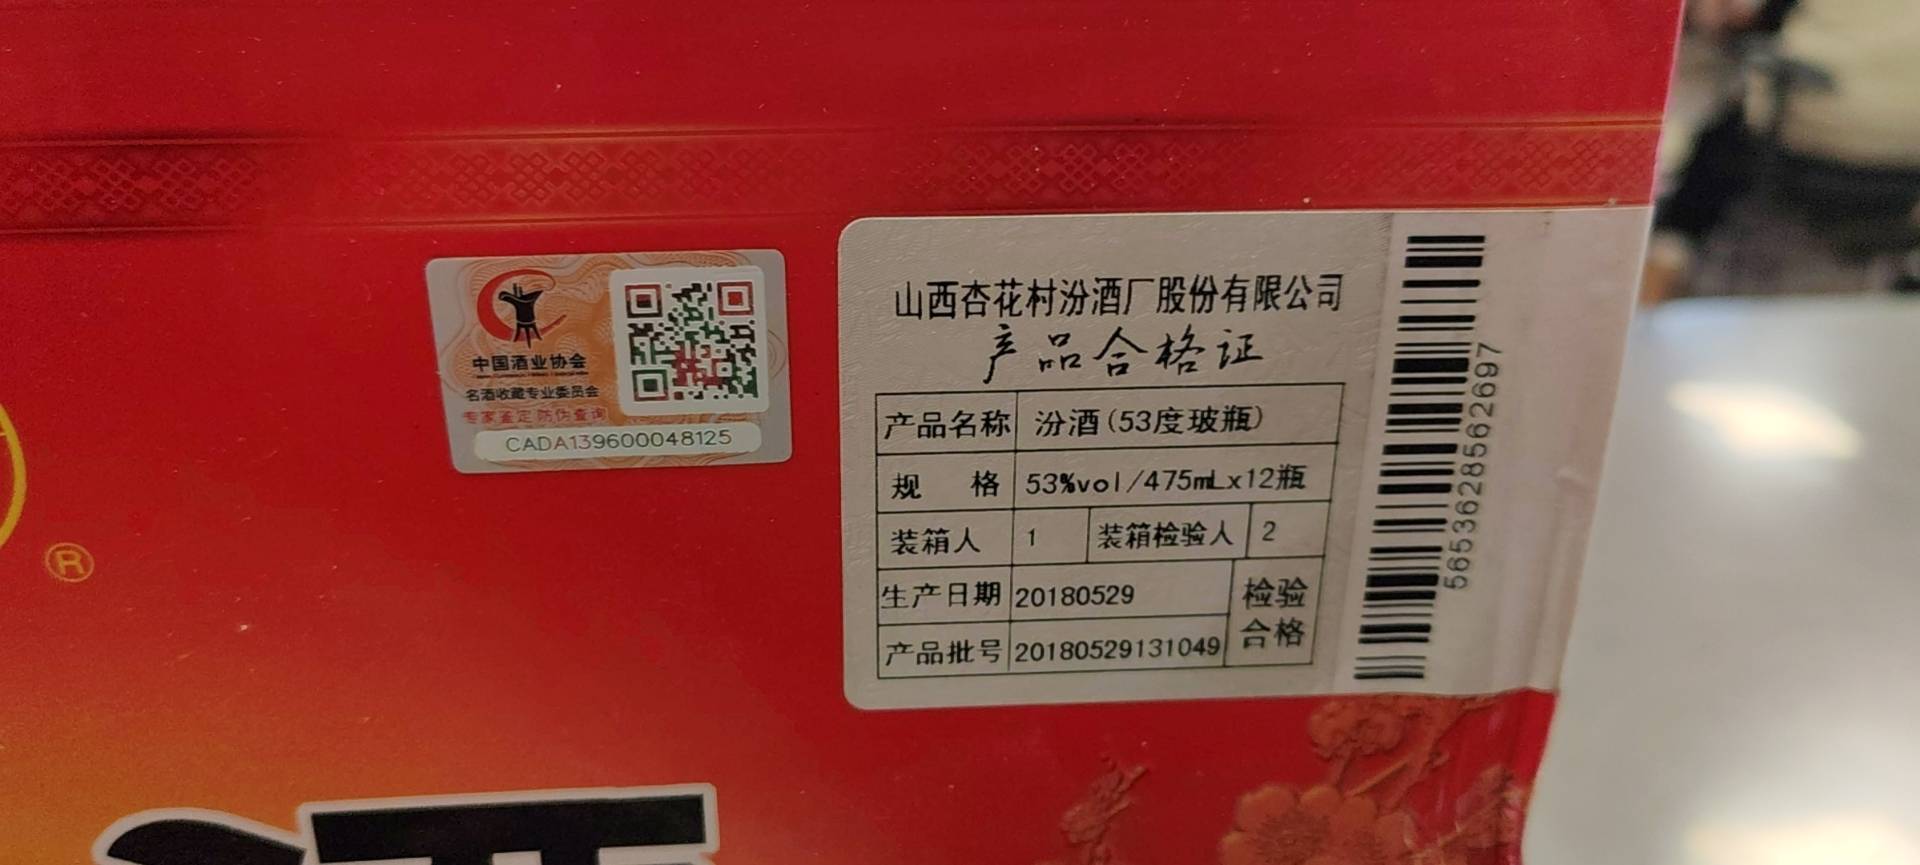 中国酒业协会
名酒收藏专业委员会
专家鉴定 防伪查询
CADA139600048125
山西杏花村汾酒厂股份有限公司
产品合格证
产品名称 汾酒(53度玻瓶)
规 格 53%vol/475mLx12瓶
装箱人 1 装箱检验人 2
生产日期 20180529 检验
产品批号 20180529131049 合格
5653628562697
®